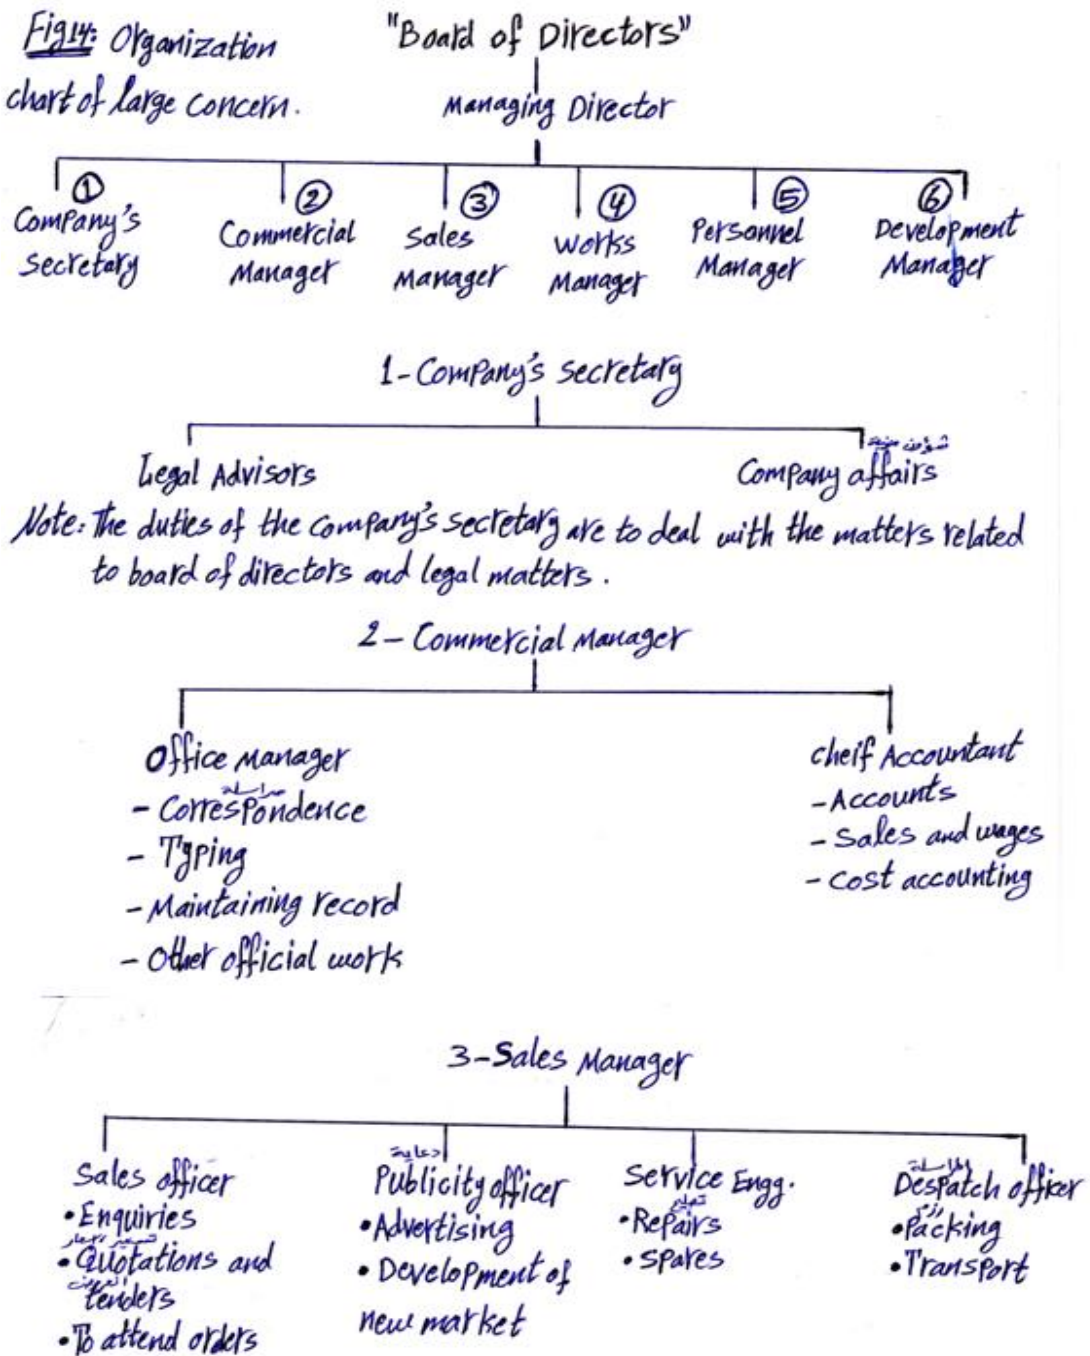 Fig14: Organization
chart of large concern.
"Board of Directors"
Managing Director
① Company's
Secretary
② Commercial
Manager
③ Sales
Manager
④ Works
Manager
⑤ Personnel
Manager
⑥ Development
Manager
1-Company's secretary
Legal Advisors
شؤون
Company affairs
Note: The duties of the company's secretary are to deal with the matters related
to board of directors and legal matters.
2- Commercial Manager
Office Manager
مراسلة
- Correspondence
- Typing
- Maintaining record
- Other official work
cheif Accountant
- Accounts
- Sales and wages
- Cost accounting
3-Sales Manager
Sales officer
• Enquiries
• Quotations and
tenders
• To attend orders
دعاية
Publicity officer
• Advertising
• Development of
new market
Service Engg.
• Repairs
• Spares
Despatch officer
• Packing
• Transport